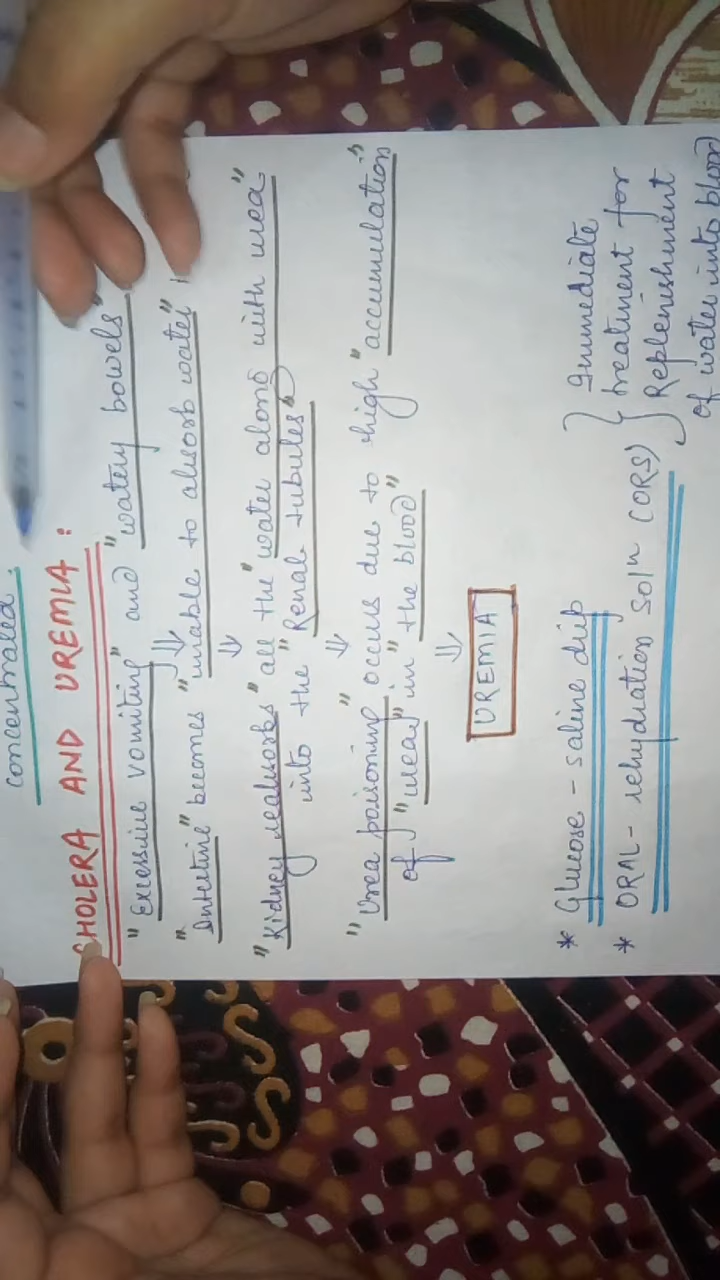 concentrated.
CHOLERA AND UREMIA :
"Excessive vomiting" and "watery bowels"
⇓
"Intestine" becomes "unable to absorb water"
⇓
"Kidney reabsorbs" all the "water along with urea"
into the "Renal tubules"
⇓
"Urea poisoning" occurs due to high "accumulation"
of "urea" in "the blood"
⇓
UREMIA
* Glucose - saline drip
* ORAL - rehydration soln (ORS)
} Immediate
treatment for
Replenishment
of water into blood